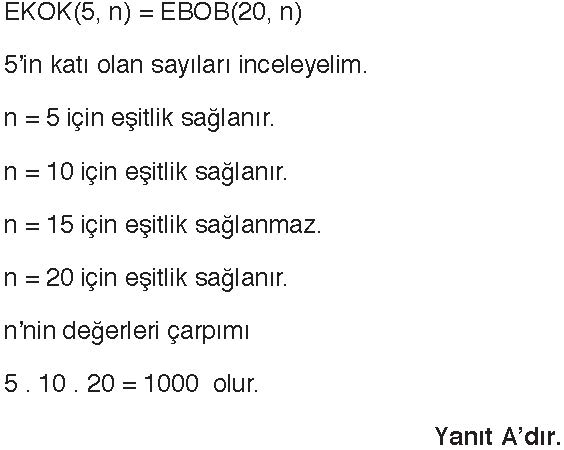 EKOK(5, n) = EBOB(20, n)
5’in katı olan sayıları inceleyelim.
n = 5 için eşitlik sağlanır.
n = 10 için eşitlik sağlanır.
n = 15 için eşitlik sağlanmaz.
n = 20 için eşitlik sağlanır.
n’nin değerleri çarpımı
5 . 10 . 20 = 1000 olur.
Yanıt A’dır.